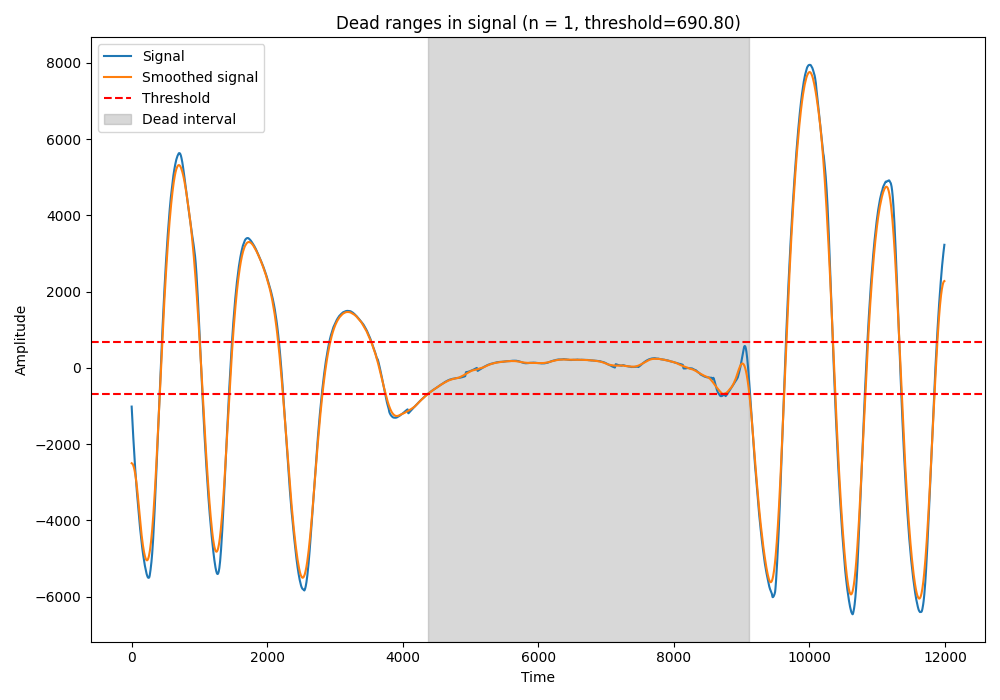 Dead ranges in signal (n = 1, threshold=690.80)
Signal
Smoothed signal
Threshold
Dead interval
8000
6000
4000
2000
0
−2000
−4000
−6000
Amplitude
0 2000 4000 6000 8000 10000 12000
Time